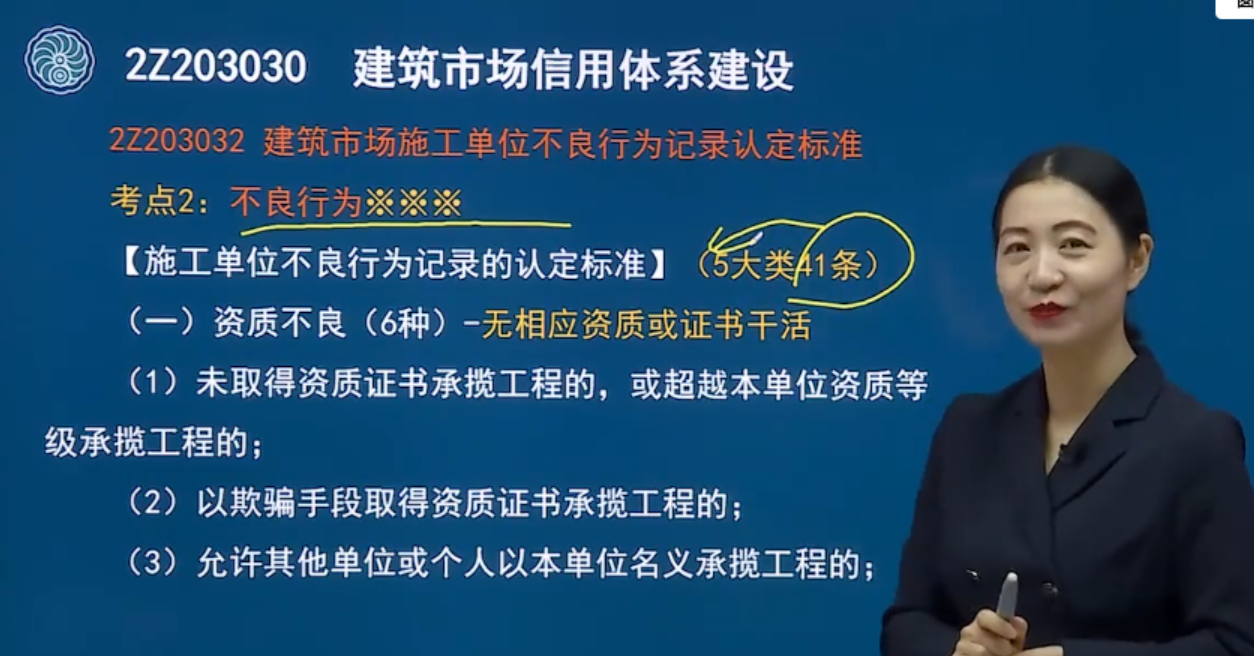 2Z203030 建筑市场信用体系建设
2Z203032 建筑市场施工单位不良行为记录认定标准
考点2：不良行为※※※
【施工单位不良行为记录的认定标准】（5大类41条）
（一）资质不良（6种）-无相应资质或证书干活
（1）未取得资质证书承揽工程的，或超越本单位资质等
级承揽工程的；
（2）以欺骗手段取得资质证书承揽工程的；
（3）允许其他单位或个人以本单位名义承揽工程的；